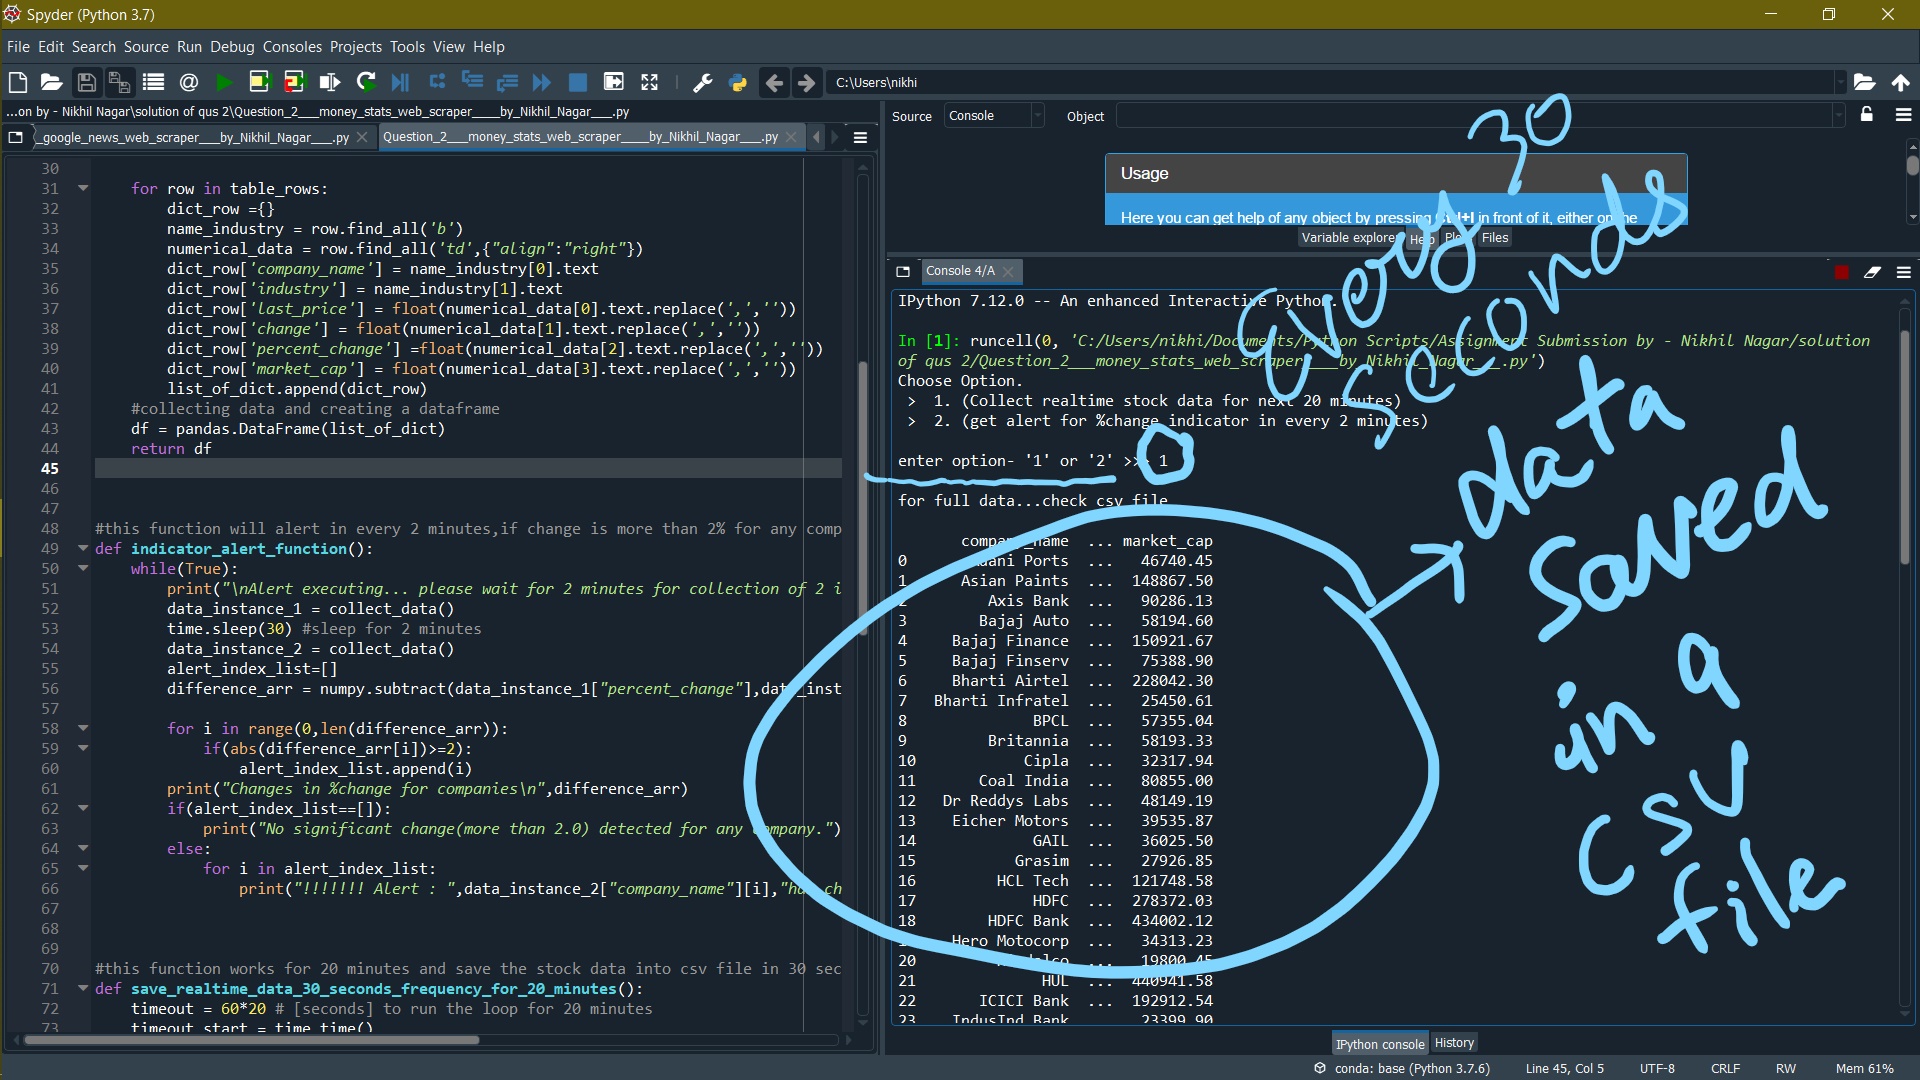 Spyder (Python 3.7)
File Edit Search Source Run Debug Consoles Projects Tools View Help
C:\Users\nikhi
...on by - Nikhil Nagar\solution of qus 2\Question_2___money_stats_web_scraper____by_Nikhil_Nagar___.py
_google_news_web_scraper___by_Nikhil_Nagar___.py
Question_2___money_stats_web_scraper____by_Nikhil_Nagar___.py
30
31 for row in table_rows:
32 dict_row ={}
33 name_industry = row.find_all('b')
34 numerical_data = row.find_all('td',{"align":"right"})
35 dict_row['company_name'] = name_industry[0].text
36 dict_row['industry'] = name_industry[1].text
37 dict_row['last_price'] = float(numerical_data[0].text.replace(',',''))
38 dict_row['change'] = float(numerical_data[1].text.replace(',',''))
39 dict_row['percent_change'] =float(numerical_data[2].text.replace(',',''))
40 dict_row['market_cap'] = float(numerical_data[3].text.replace(',',''))
41 list_of_dict.append(dict_row)
42 #collecting data and creating a dataframe
43 df = pandas.DataFrame(list_of_dict)
44 return df
45
46
47
48 #this function will alert in every 2 minutes,if change is more than 2% for any comp
49 def indicator_alert_function():
50 while(True):
51 print("\nAlert executing... please wait for 2 minutes for collection of 2 i
52 data_instance_1 = collect_data()
53 time.sleep(30) #sleep for 2 minutes
54 data_instance_2 = collect_data()
55 alert_index_list=[]
56 difference_arr = numpy.subtract(data_instance_1["percent_change"],data_inst
57
58 for i in range(0,len(difference_arr)):
59 if(abs(difference_arr[i])>=2):
60 alert_index_list.append(i)
61 print("Changes in %change for companies\n",difference_arr)
62 if(alert_index_list==[]):
63 print("No significant change(more than 2.0) detected for any company.")
64 else:
65 for i in alert_index_list:
66 print("!!!!!!! Alert : ",data_instance_2["company_name"][i],"has ch
67
68
69
70 #this function works for 20 minutes and save the stock data into csv file in 30 sec
71 def save_realtime_data_30_seconds_frequency_for_20_minutes():
72 timeout = 60*20 # [seconds] to run the loop for 20 minutes
73 timeout_start = time.time()
Source Console Object
Usage
Here you can get help of any object by pressing Ctrl+I in front of it, either on the
Variable explorer Help Plots Files
Console 4/A
IPython 7.12.0 -- An enhanced Interactive Python.
In [1]: runcell(0, 'C:/Users/nikhi/Documents/Python Scripts/Assignment Submission by - Nikhil Nagar/solution
of qus 2/Question_2___money_stats_web_scraper____by_Nikhil_Nagar___.py')
Choose Option.
> 1. (Collect realtime stock data for next 20 minutes)
> 2. (get alert for %change indicator in every 2 minutes)
enter option- '1' or '2' >>> 1
for full data...check csv file
company_name ... market_cap
0 Adani Ports ... 46740.45
1 Asian Paints ... 148867.50
2 Axis Bank ... 90286.13
3 Bajaj Auto ... 58194.60
4 Bajaj Finance ... 150921.67
5 Bajaj Finserv ... 75388.90
6 Bharti Airtel ... 228042.30
7 Bharti Infratel ... 25450.61
8 BPCL ... 57355.04
9 Britannia ... 58193.33
10 Cipla ... 32317.94
11 Coal India ... 80855.00
12 Dr Reddys Labs ... 48149.19
13 Eicher Motors ... 39535.87
14 GAIL ... 36025.50
15 Grasim ... 27926.85
16 HCL Tech ... 121748.58
17 HDFC ... 278372.03
18 HDFC Bank ... 434002.12
19 Hero Motocorp ... 34313.23
20 Hindalco ... 19800.45
21 HUL ... 440941.58
22 ICICI Bank ... 192912.54
23 IndusInd Bank ... 23399.90
Every 30
seconds
data
saved
in a
csv
file
IPython console History
conda: base (Python 3.7.6) Line 45, Col 5 UTF-8 CRLF RW Mem 61%